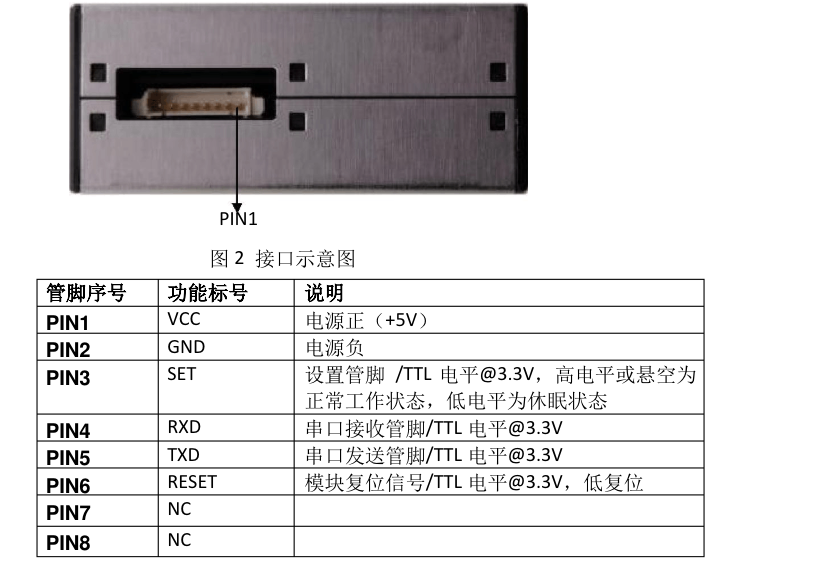 PIN1
图 2 接口示意图
管脚序号 功能标号 说明
PIN1 VCC 电源正（+5V）
PIN2 GND 电源负
PIN3 SET 设置管脚 /TTL 电平@3.3V，高电平或悬空为
正常工作状态，低电平为休眠状态
PIN4 RXD 串口接收管脚/TTL 电平@3.3V
PIN5 TXD 串口发送管脚/TTL 电平@3.3V
PIN6 RESET 模块复位信号/TTL 电平@3.3V，低复位
PIN7 NC
PIN8 NC